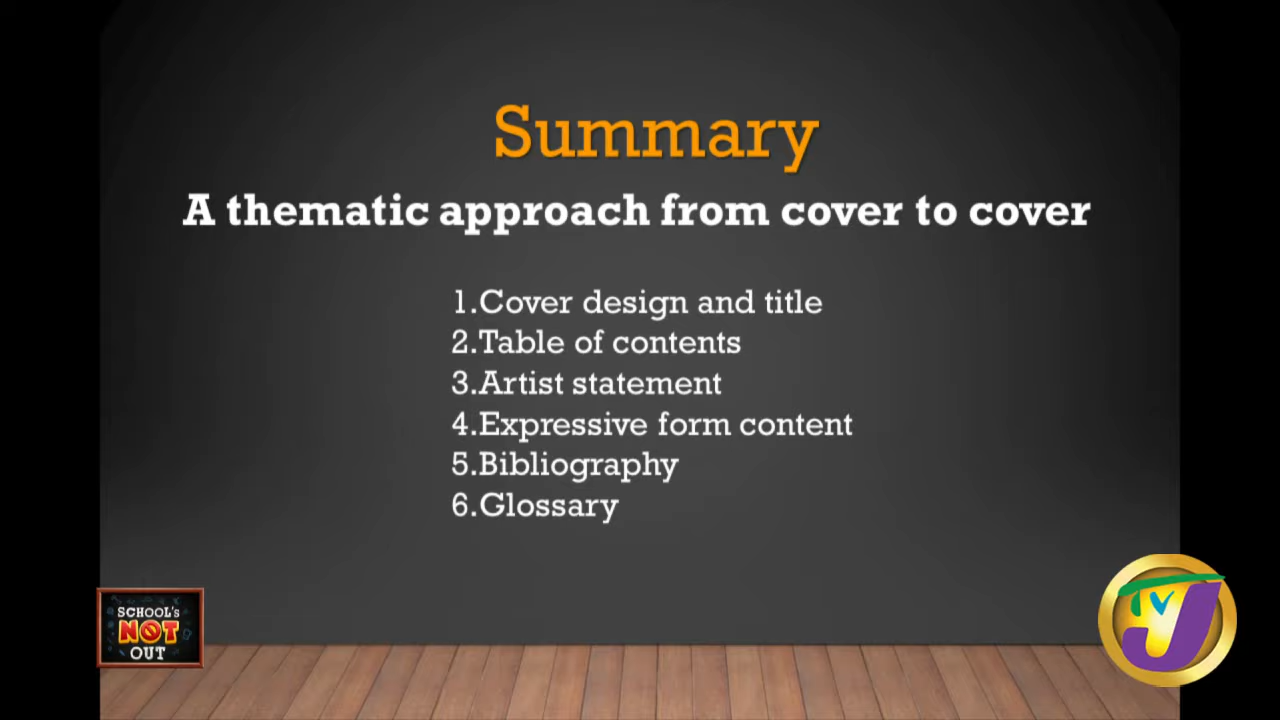 Summary
A thematic approach from cover to cover
1.Cover design and title
2.Table of contents
3.Artist statement
4.Expressive form content
5.Bibliography
6.Glossary
SCHOOL's
NOT
OUT
TVJ